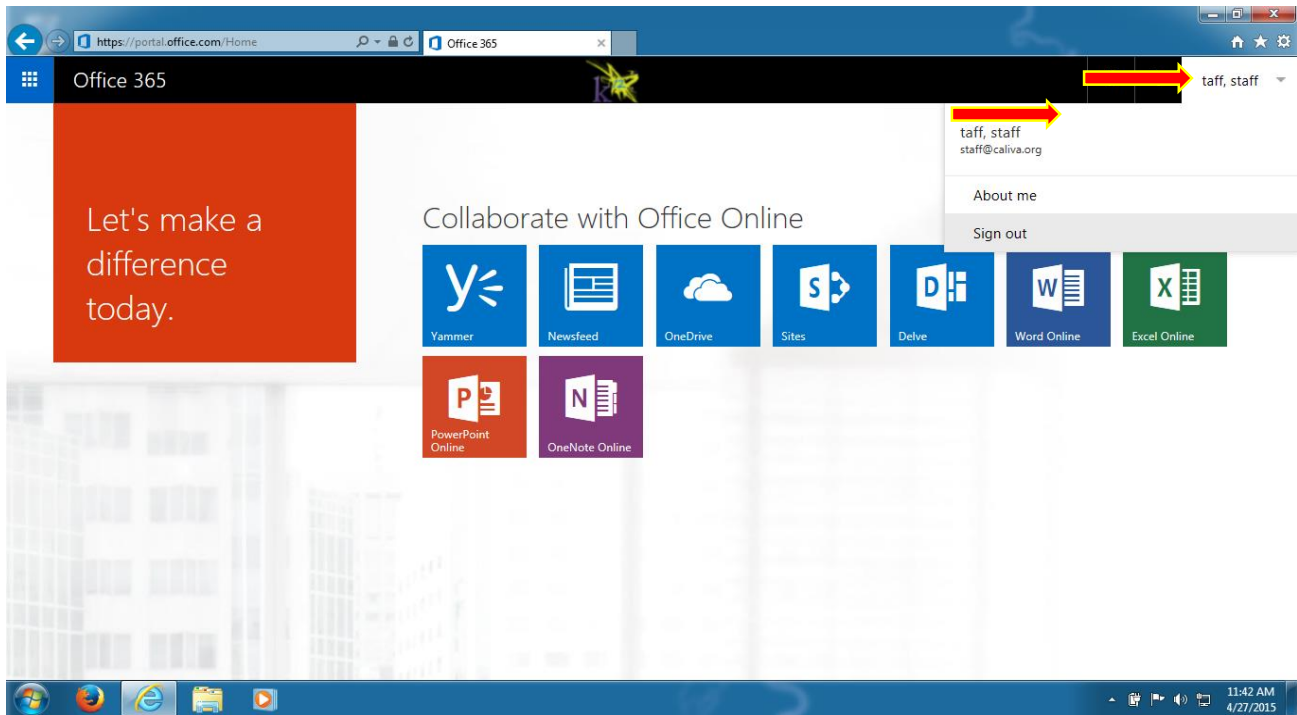 https://portal.office.com/Home
Office 365
Office 365
taff, staff
taff, staff
staff@caliva.org
About me
Sign out
Let's make a
difference
today.
Collaborate with Office Online
Yammer
Newsfeed
OneDrive
Sites
Delve
Word Online
Excel Online
PowerPoint
Online
OneNote Online
11:42 AM
4/27/2015